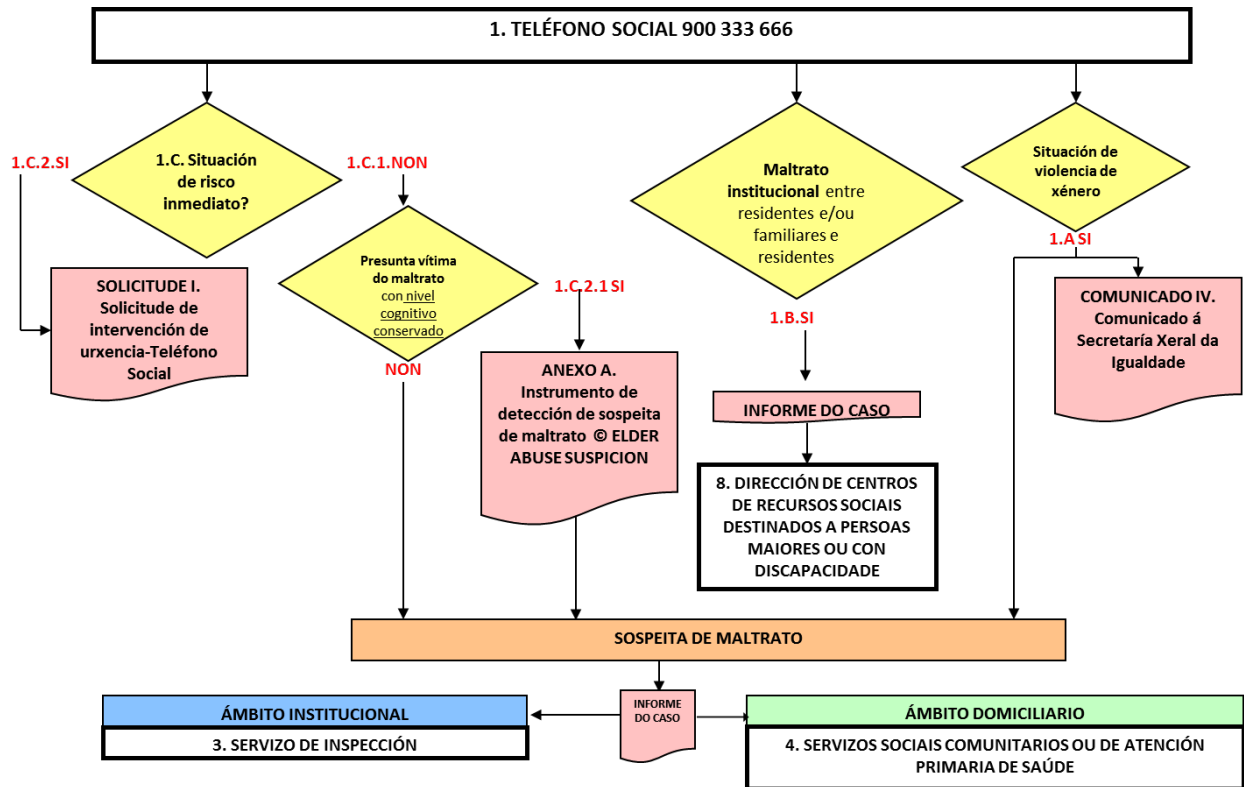 1. TELÉFONO SOCIAL 900 333 666
1.C.2.SI
1.C. Situación
de risco
inmediato?
1.C.1.NON
Maltrato
institucional entre
residentes e/ou
familiares e
residentes
Situación de
violencia de
xénero
1.A SI
Presunta vítima
do maltrato
con nivel
cognitivo
conservado
NON
1.C.2.1 SI
1.B.SI
SOLICITUDE I.
Solicitude de
intervención de
urxencia-Teléfono
Social
ANEXO A.
Instrumento de
detección de sospeita
de maltrato © ELDER
ABUSE SUSPICION
INFORME DO CASO
COMUNICADO IV.
Comunicado á
Secretaría Xeral da
Igualdade
8. DIRECCIÓN DE CENTROS
DE RECURSOS SOCIAIS
DESTINADOS A PERSOAS
MAIORES OU CON
DISCAPACIDADE
SOSPEITA DE MALTRATO
ÁMBITO INSTITUCIONAL
3. SERVIZO DE INSPECCIÓN
INFORME
DO CASO
ÁMBITO DOMICILIARIO
4. SERVIZOS SOCIAIS COMUNITARIOS OU DE ATENCIÓN
PRIMARIA DE SAÚDE